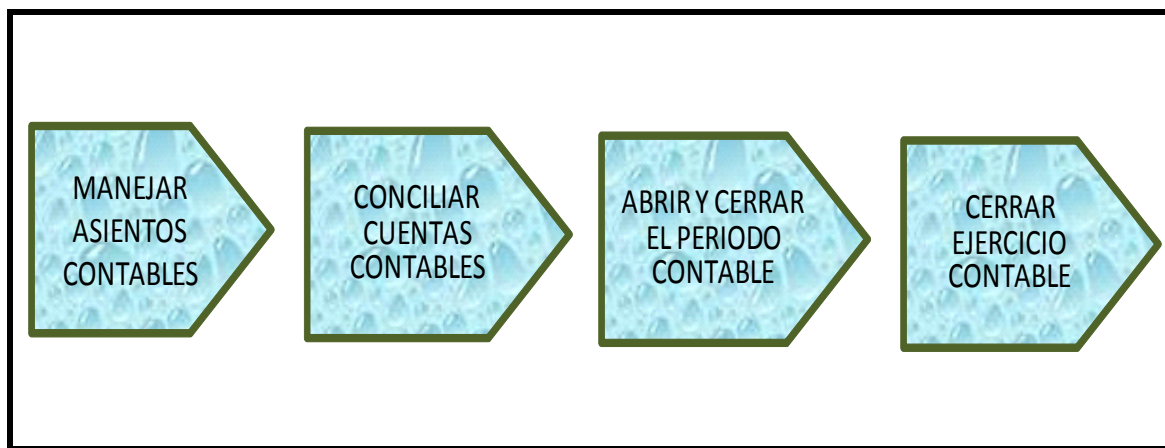 MANEJAR
ASIENTOS
CONTABLES
CONCILIAR
CUENTAS
CONTABLES
ABRIR Y CERRAR
EL PERIODO
CONTABLE
CERRAR
EJERCICIO
CONTABLE